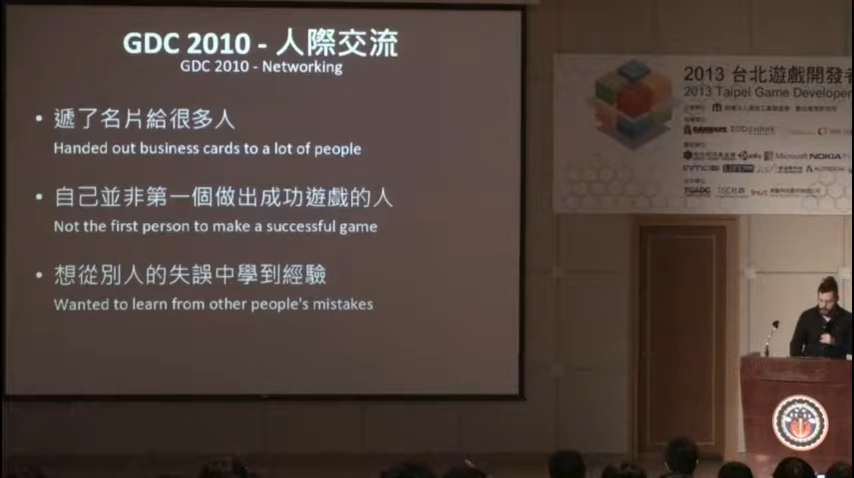 GDC 2010 - 人際交流
GDC 2010 - Networking
• 遞了名片給很多人
Handed out business cards to a lot of people
• 自己並非第一個做出成功遊戲的人
Not the first person to make a successful game
• 想從別人的失誤中學到經驗
Wanted to learn from other people's mistakes
2013 台北遊戲開發者
2013 Taipei Game Developer
Microsoft NOKIA